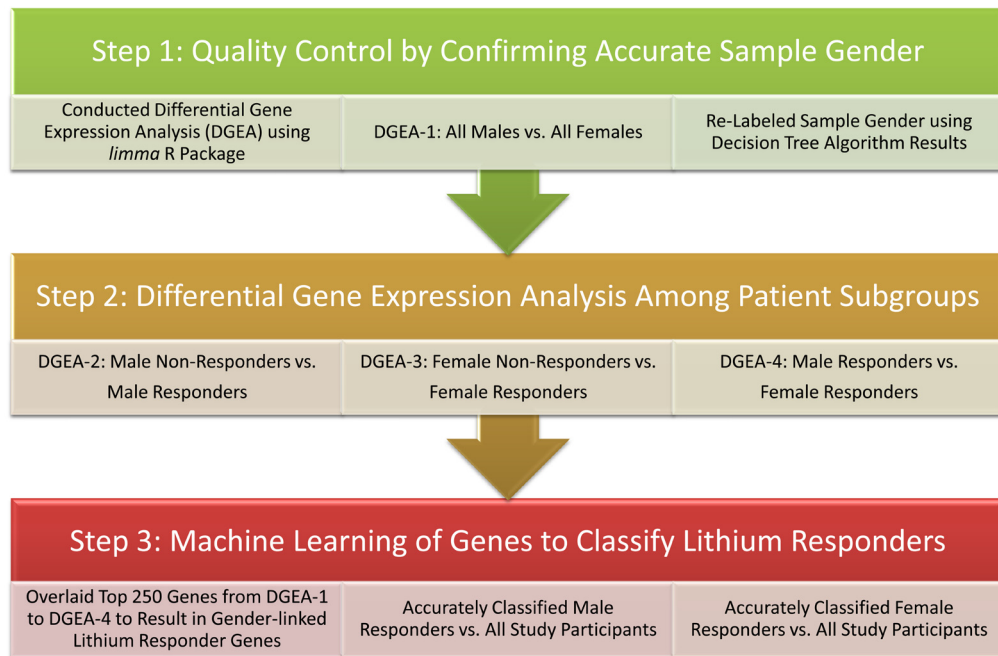 Step 1: Quality Control by Confirming Accurate Sample Gender
Conducted Differential Gene
Expression Analysis (DGEA) using
limma R Package
DGEA-1: All Males vs. All Females
Re-Labeled Sample Gender using
Decision Tree Algorithm Results
Step 2: Differential Gene Expression Analysis Among Patient Subgroups
DGEA-2: Male Non-Responders vs.
Male Responders
DGEA-3: Female Non-Responders vs.
Female Responders
DGEA-4: Male Responders vs.
Female Responders
Step 3: Machine Learning of Genes to Classify Lithium Responders
Overlaid Top 250 Genes from DGEA-1
to DGEA-4 to Result in Gender-linked
Lithium Responder Genes
Accurately Classified Male
Responders vs. All Study Participants
Accurately Classified Female
Responders vs. All Study Participants